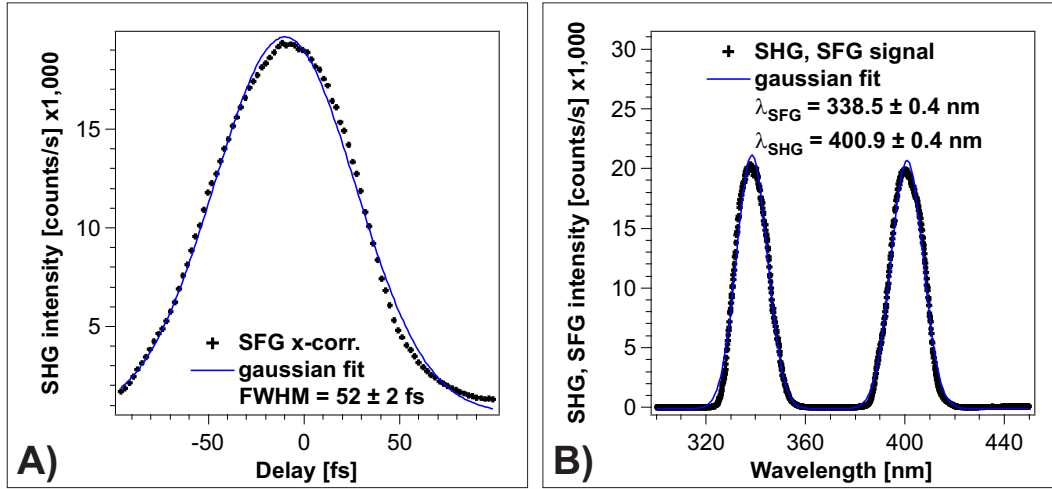 SHG intensity [counts/s] x1,000
15
10
5
SFG x-corr.
gaussian fit
FWHM = 52 ± 2 fs
-50
0
50
Delay [fs]
A)
SHG, SFG intensity [counts/s] x1,000
30
25
20
15
10
5
0
SHG, SFG signal
gaussian fit
λSFG = 338.5 ± 0.4 nm
λSHG = 400.9 ± 0.4 nm
320
360
400
440
Wavelength [nm]
B)